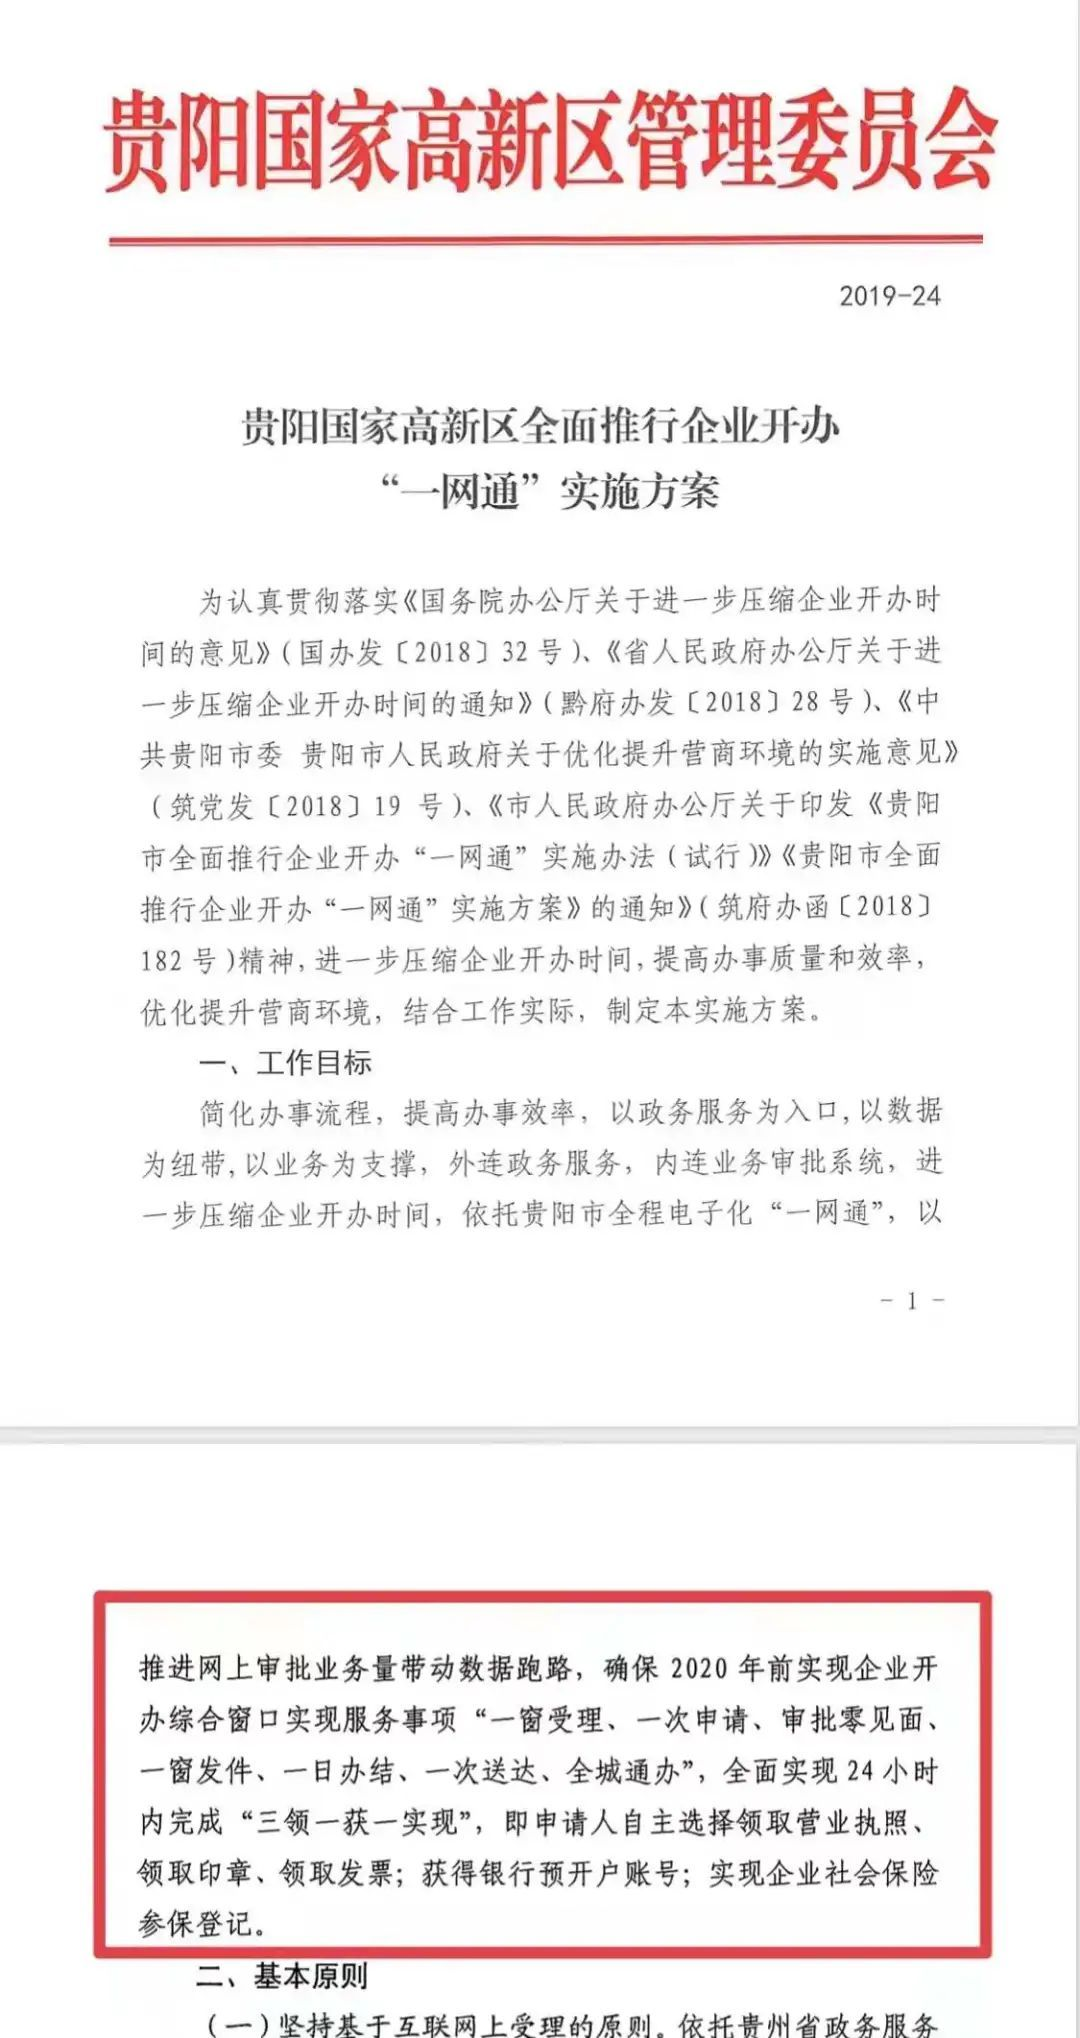 贵阳国家高新区管理委员会
2019-24
贵阳国家高新区全面推行企业开办
“一网通”实施方案
为认真贯彻落实《国务院办公厅关于进一步压缩企业开办时
间的意见》（国办发〔2018〕32号）、《省人民政府办公厅关于进
一步压缩企业开办时间的通知》（黔府办发〔2018〕28号）、《中
共贵阳市委 贵阳市人民政府关于优化提升营商环境的实施意见》
（筑党发〔2018〕19 号）、《市人民政府办公厅关于印发《贵阳
市全面推行企业开办“一网通”实施办法（试行）》《贵阳市全面
推行企业开办“一网通”实施方案》的通知》（筑府办函〔2018〕
182号）精神，进一步压缩企业开办时间，提高办事质量和效率，
优化提升营商环境，结合工作实际，制定本实施方案。
一、工作目标
简化办事流程，提高办事效率，以政务服务为入口，以数据
为纽带，以业务为支撑，外连政务服务，内连业务审批系统，进
一步压缩企业开办时间，依托贵阳市全程电子化“一网通”，以
- 1 -
推进网上审批业务量带动数据跑路，确保2020年前实现企业开
办综合窗口实现服务事项“一窗受理、一次申请、审批零见面、
一窗发件、一日办结、一次送达、全城通办”，全面实现24小时
内完成“三领一获一实现”，即申请人自主选择领取营业执照、
领取印章、领取发票；获得银行预开户账号；实现企业社会保险
参保登记。
二、基本原则
（一）坚持基于互联网上受理的原则。依托贵州省政务服务